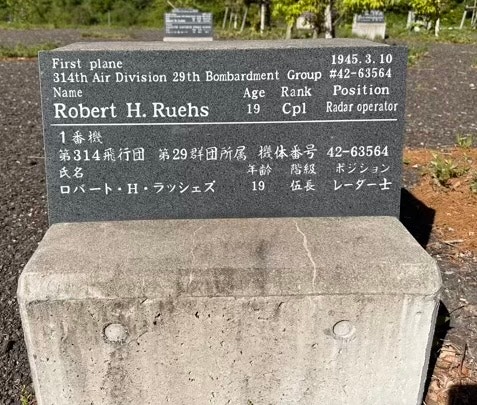 First plane 1945. 3. 10
314th Air Division 29th Bombardment Group #42-63564
Name Age Rank Position
Robert H. Ruehs 19 Cpl Radar operator
1番機
第314飛行団 第29群団所属 機体番号 42-63564
氏名 年齢 階級 ポジション
ロバート・H・ラッシェズ 19 伍長 レーダー士